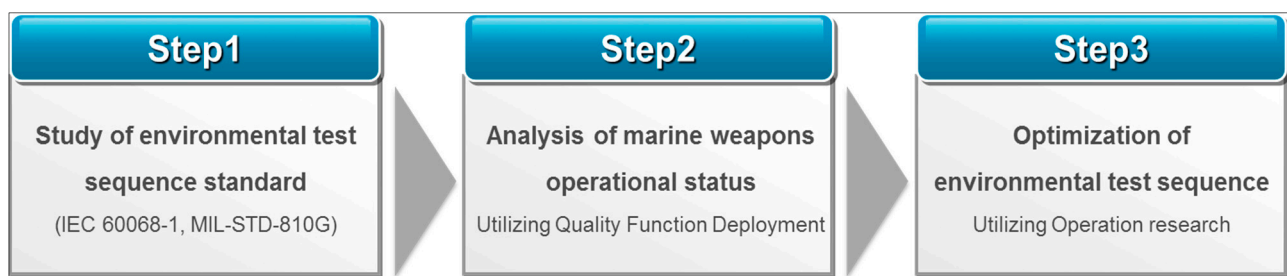 Step1
Study of environmental test
sequence standard
(IEC 60068-1, MIL-STD-810G)
Step2
Analysis of marine weapons
operational status
Utilizing Quality Function Deployment
Step3
Optimization of
environmental test sequence
Utilizing Operation research